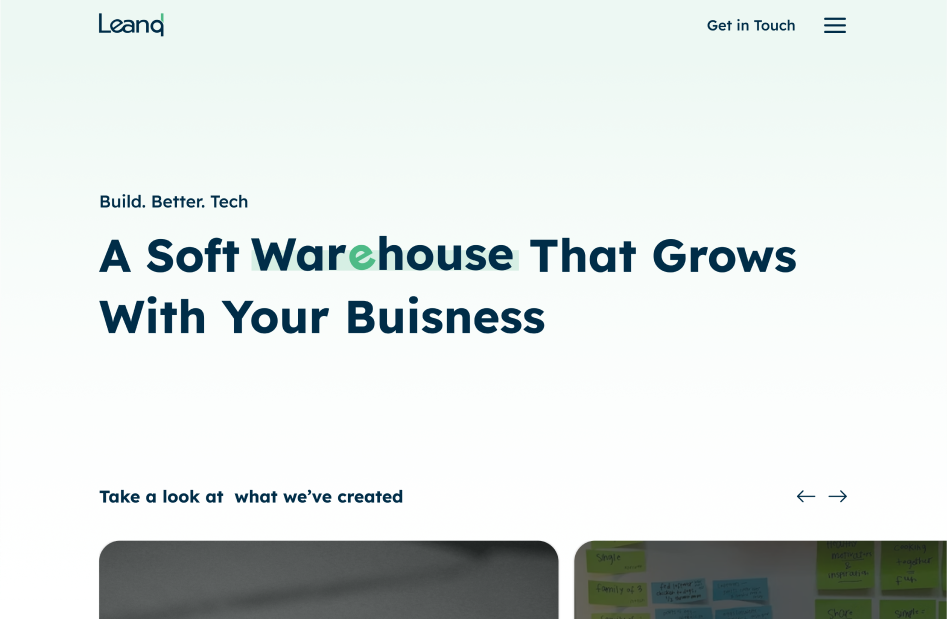 Leanq
Get in Touch
Build. Better. Tech
A Soft Warehouse That Grows
With Your Buisness
Take a look at  what we've created
single
family of 4
share